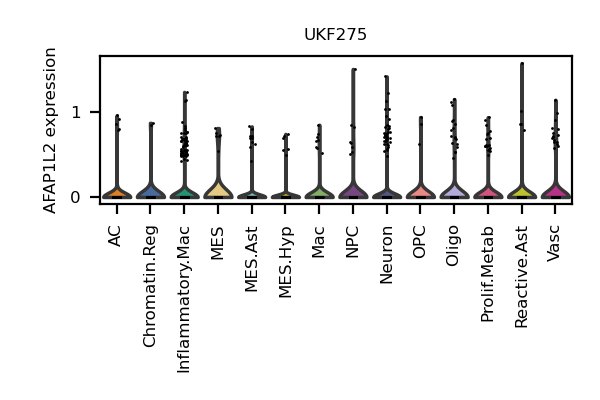 UKF275
AFAP1L2 expression
1
0
AC
Chromatin.Reg
Inflammatory.Mac
MES
MES.Ast
MES.Hyp
Mac
NPC
Neuron
OPC
Oligo
Prolif.Metab
Reactive.Ast
Vasc